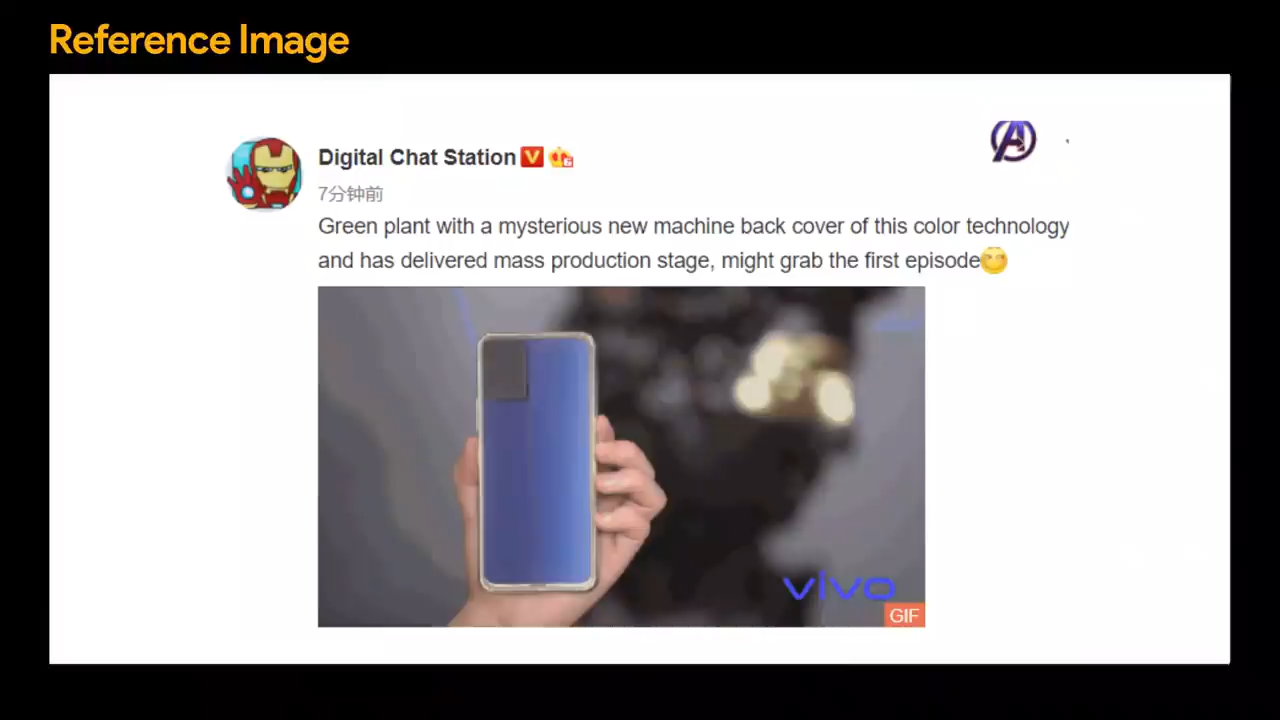 Reference Image
Digital Chat Station
7分钟前
Green plant with a mysterious new machine back cover of this color technology
and has delivered mass production stage, might grab the first episode
vivo
GIF